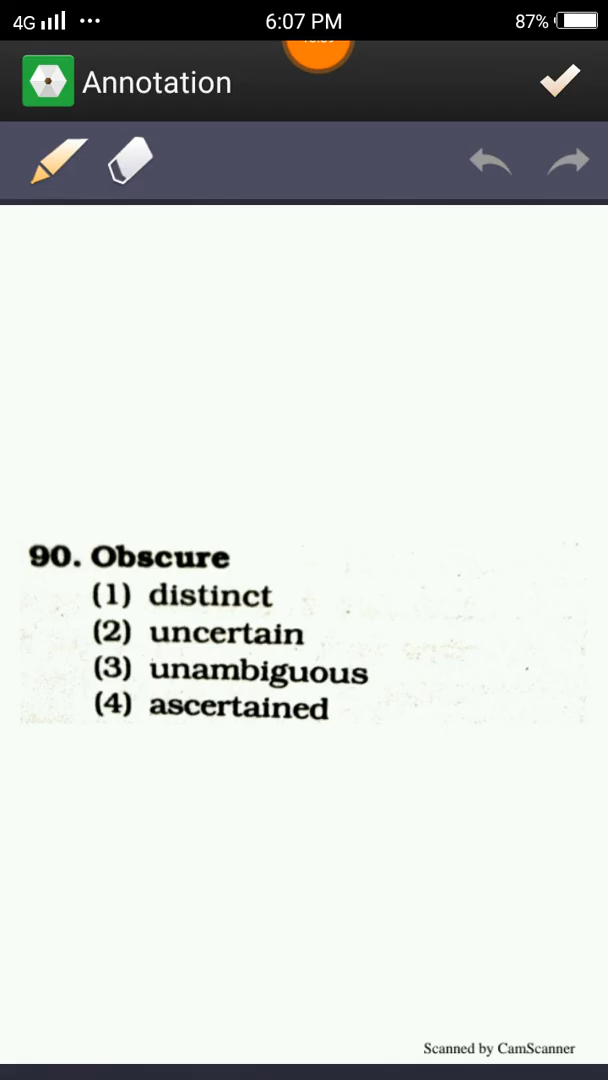 4G 6:07 PM 87%
Annotation
90. Obscure
(1) distinct
(2) uncertain
(3) unambiguous
(4) ascertained
Scanned by CamScanner